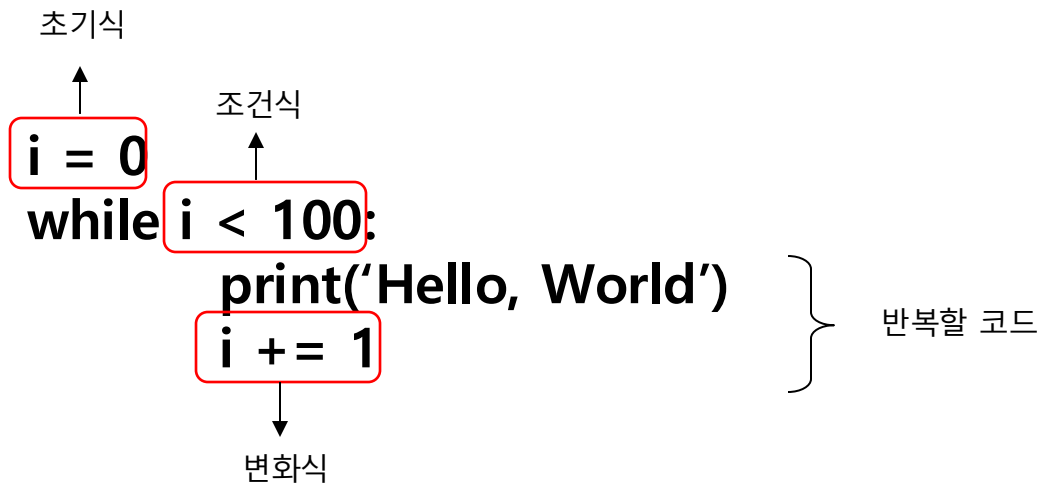 초기식
조건식
i = 0
while i < 100:
print(‘Hello, World’)
i += 1
반복할 코드
변화식